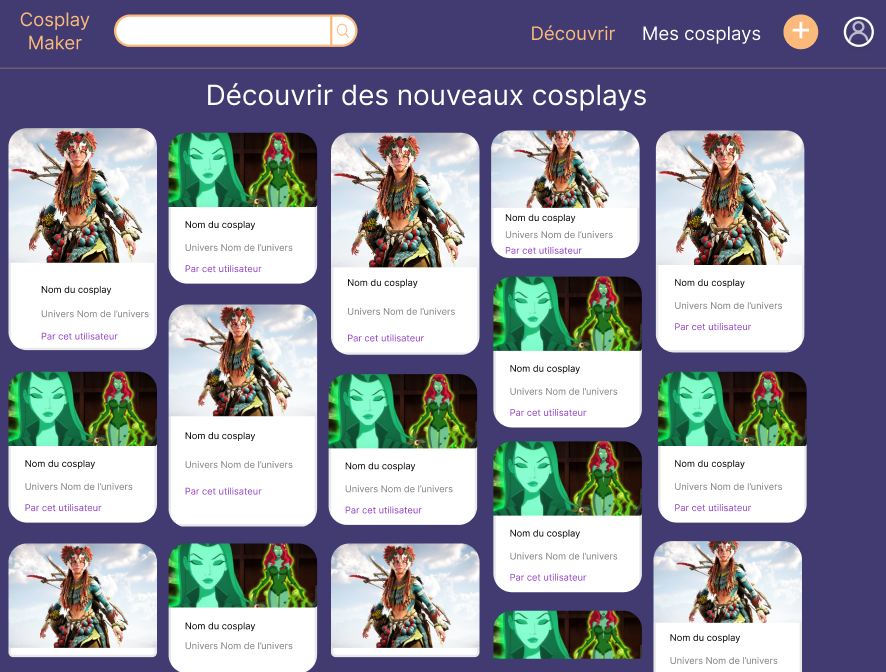 Cosplay
Maker
Découvrir
Mes cosplays
Découvrir des nouveaux cosplays
Nom du cosplay
Univers Nom de l'univers
Par cet utilisateur
Nom du cosplay
Univers Nom de l'univers
Par cet utilisateur
Nom du cosplay
Univers Nom de l'univers
Par cet utilisateur
Nom du cosplay
Univers Nom de l'univers
Par cet utilisateur
Nom du cosplay
Univers Nom de l'univers
Par cet utilisateur
Nom du cosplay
Univers Nom de l'univers
Par cet utilisateur
Nom du cosplay
Univers Nom de l'univers
Par cet utilisateur
Nom du cosplay
Univers Nom de l'univers
Par cet utilisateur
Nom du cosplay
Univers Nom de l'univers
Par cet utilisateur
Nom du cosplay
Univers Nom de l'univers
Par cet utilisateur
Nom du cosplay
Univers Nom de l'univers
Nom du cosplay
Univers Nom de l'univers
Par cet utilisateur
Nom du cosplay
Univers Nom de l'univers